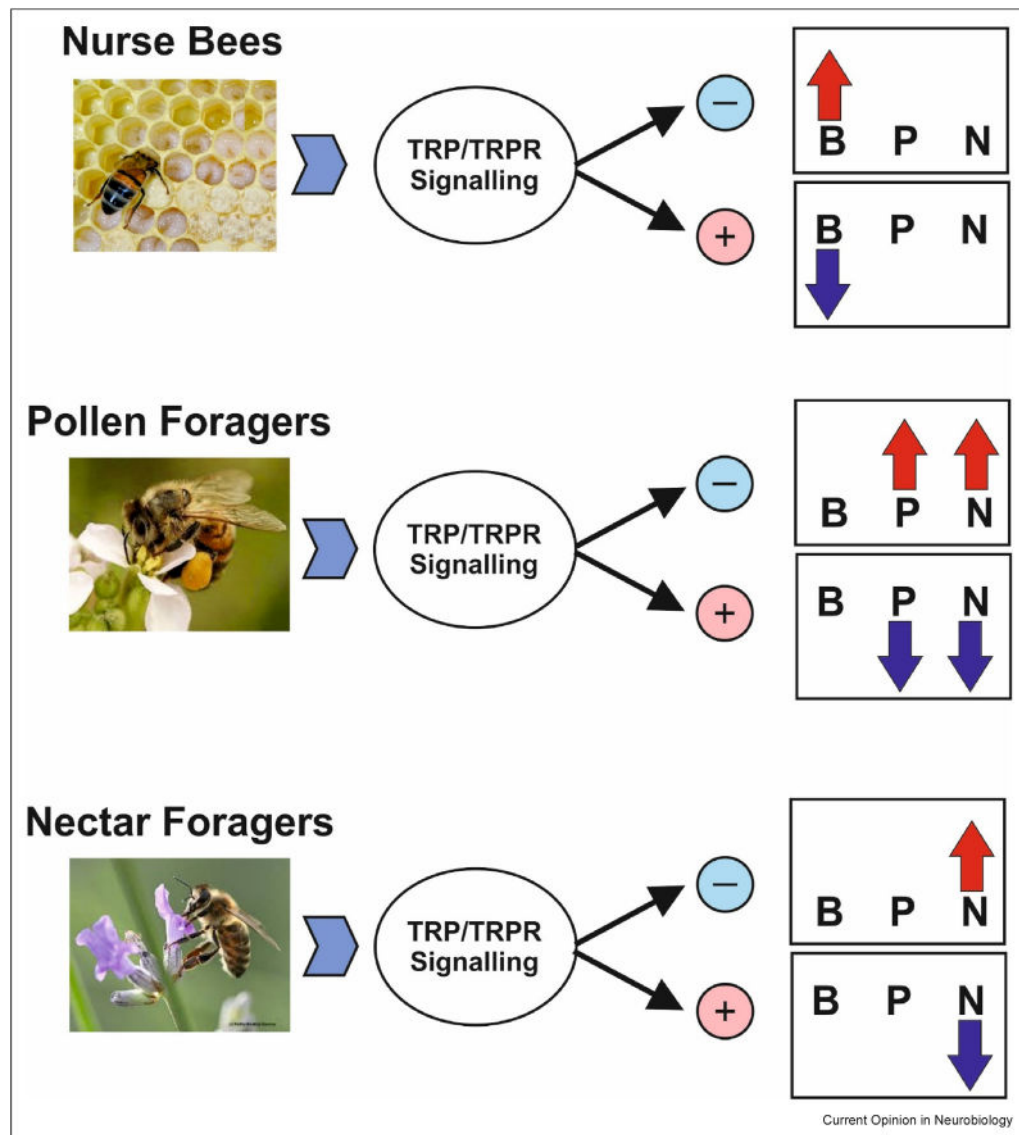 Nurse Bees
TRP/TRPR
Signalling
−
+
B P N
B P N
Pollen Foragers
TRP/TRPR
Signalling
−
+
B P N
B P N
Nectar Foragers
TRP/TRPR
Signalling
−
+
B P N
B P N
Current Opinion in Neurobiology